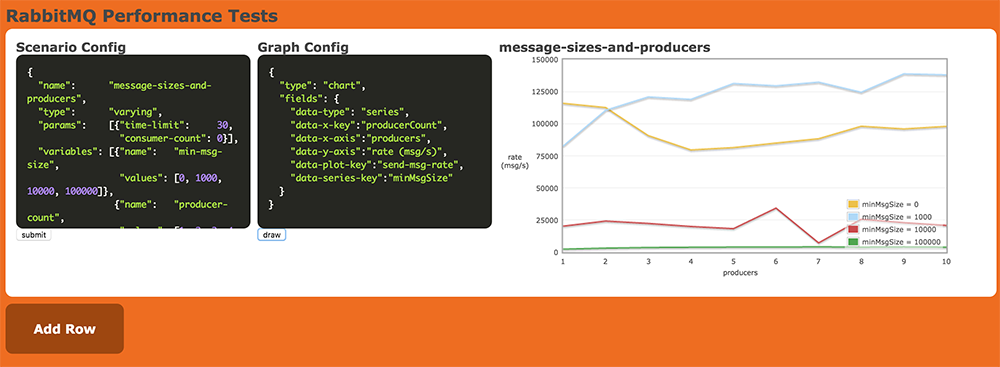 RabbitMQ Performance Tests
Scenario Config
{
"name": "message-sizes-and-
producers",
"type": "varying",
"params": [{"time-limit": 30,
"consumer-count": 0}],
"variables": [{"name": "min-msg-
size",
"values": [0, 1000,
10000, 100000]},
{"name": "producer-
count",
submit
Graph Config
{
"type": "chart",
"fields": {
"data-type": "series",
"data-x-key":"producerCount",
"data-x-axis":"producers",
"data-y-axis":"rate (msg/s)",
"data-plot-key":"send-msg-rate",
"data-series-key":"minMsgSize"
}
}
draw
message-sizes-and-producers
150000
125000
100000
75000
50000
25000
0
rate
(msg/s)
minMsgSize = 0
minMsgSize = 1000
minMsgSize = 10000
minMsgSize = 100000
1 2 3 4 5 6 7 8 9 10
producers
Add Row